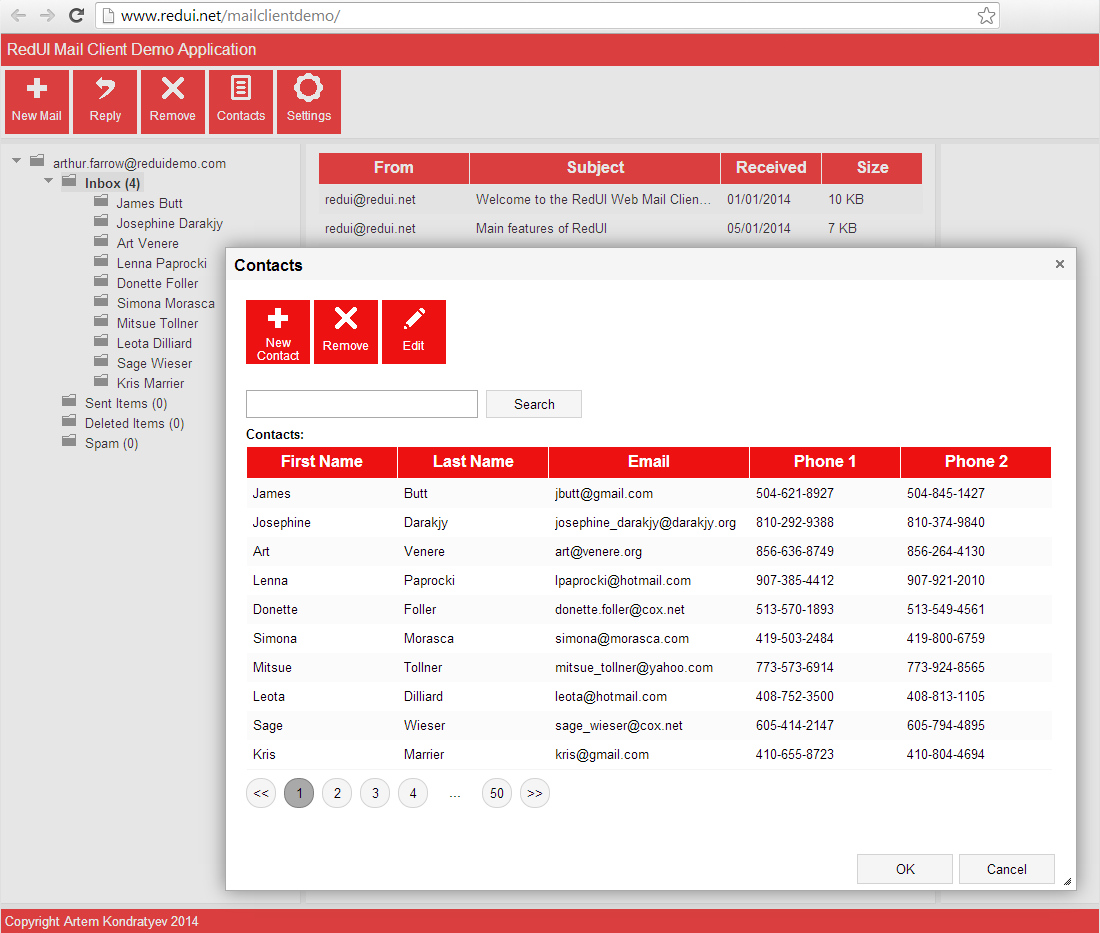 www.redui.net/mailclientdemo/
RedUI Mail Client Demo Application
New Mail Reply Remove Contacts Settings
arthur.farrow@reduidemo.com
Inbox (4)
James Butt
Josephine Darakjy
Art Venere
Lenna Paprocki
Donette Foller
Simona Morasca
Mitsue Tollner
Leota Dilliard
Sage Wieser
Kris Marrier
Sent Items (0)
Deleted Items (0)
Spam (0)
From Subject Received Size
redui@redui.net Welcome to the RedUI Web Mail Clien... 01/01/2014 10 KB
redui@redui.net Main features of RedUI 05/01/2014 7 KB
Contacts
New
Contact
Remove
Edit
Search
Contacts:
First Name Last Name Email Phone 1 Phone 2
James Butt jbutt@gmail.com 504-621-8927 504-845-1427
Josephine Darakjy josephine_darakjy@darakjy.org 810-292-9388 810-374-9840
Art Venere art@venere.org 856-636-8749 856-264-4130
Lenna Paprocki lpaprocki@hotmail.com 907-385-4412 907-921-2010
Donette Foller donette.foller@cox.net 513-570-1893 513-549-4561
Simona Morasca simona@morasca.com 419-503-2484 419-800-6759
Mitsue Tollner mitsue_tollner@yahoo.com 773-573-6914 773-924-8565
Leota Dilliard leota@hotmail.com 408-752-3500 408-813-1105
Sage Wieser sage_wieser@cox.net 605-414-2147 605-794-4895
Kris Marrier kris@gmail.com 410-655-8723 410-804-4694
<< 1 2 3 4 ... 50 >>
OK Cancel
Copyright Artem Kondratyev 2014